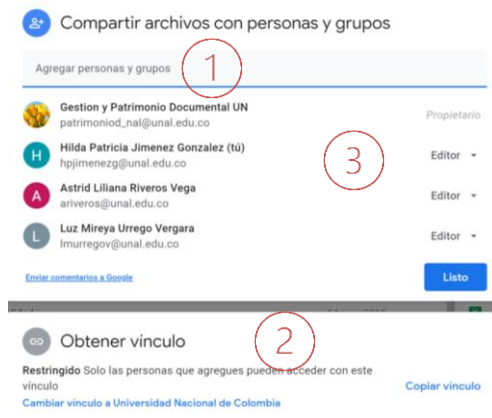 Compartir archivos con personas y grupos
Agregar personas y grupos
1
Gestion y Patrimonio Documental UN
patrimoniod_nal@unal.edu.co
Propietario
H
Hilda Patricia Jimenez Gonzalez (tú)
hpjimenezg@unal.edu.co
3
Editor
A
Astrid Liliana Riveros Vega
ariveros@unal.edu.co
Editor
L
Luz Mireya Urrego Vergara
lmurregov@unal.edu.co
Editor
Enviar comentarios a Google
Listo
Obtener vínculo
2
Restringido Solo las personas que agregues pueden acceder con este
vínculo
Copiar vínculo
Cambiar vínculo a Universidad Nacional de Colombia